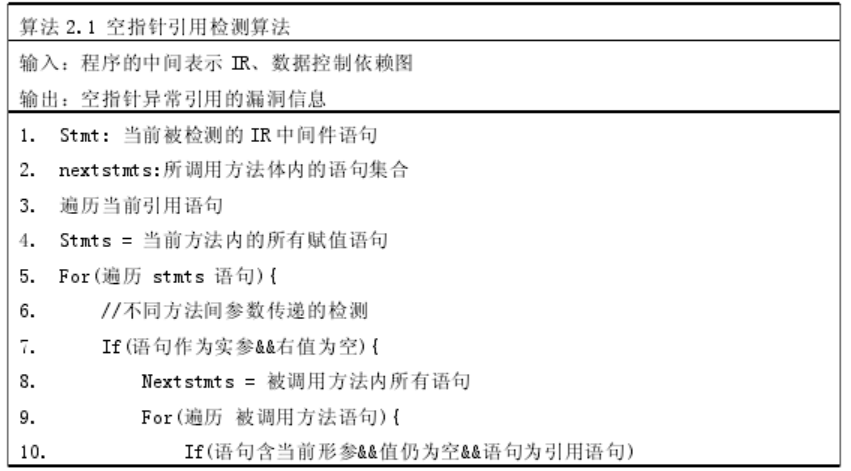 算法 2.1 空指针引用检测算法
输入：程序的中间表示 IR、数据控制依赖图
输出：空指针异常引用的漏洞信息
1. Stmt: 当前被检测的 IR 中间件语句
2. nextstmts:所调用方法体内的语句集合
3. 遍历当前引用语句
4. Stmts = 当前方法内的所有赋值语句
5. For(遍历 stmts 语句){
6. //不同方法间参数传递的检测
7. If(语句作为实参&&右值为空){
8. Nextstmts = 被调用方法内所有语句
9. For(遍历 被调用方法语句){
10. If(语句含当前形参&&值仍为空&&语句为引用语句)